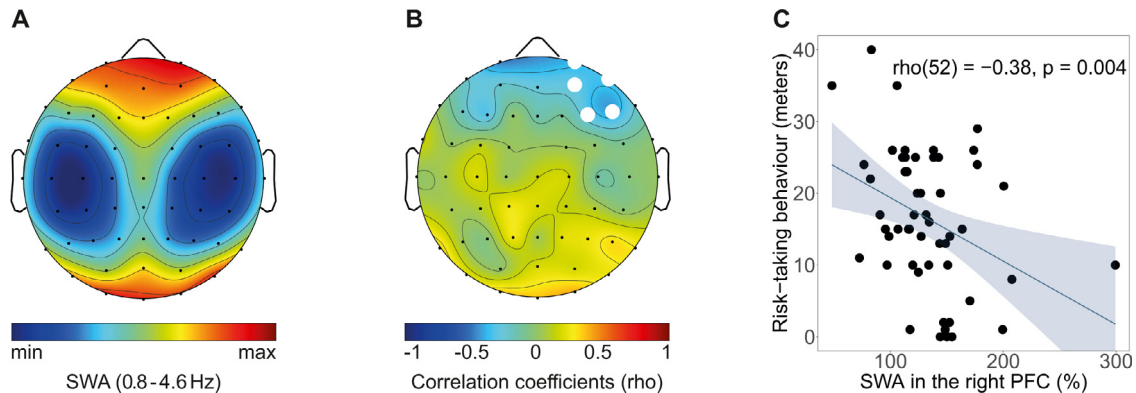 A
B
C
min
max
SWA (0.8-4.6 Hz)
-1
-0.5
0
0.5
1
Correlation coefficients (rho)
rho(52) = −0.38, p = 0.004
Risk−taking behaviour (meters)
40
30
20
10
0
100
200
300
SWA in the right PFC (%)